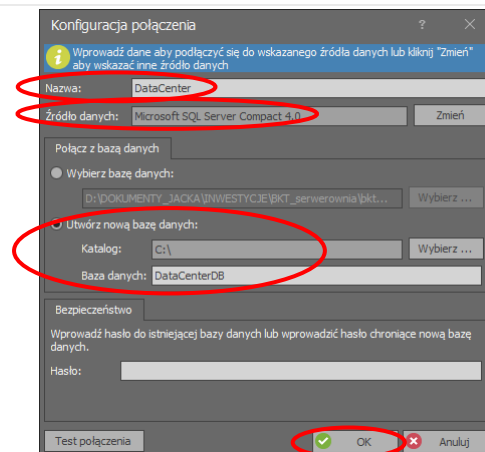 Konfiguracja połączenia ? ×
Wprowadź dane aby podłączyć się do wskazanego źródła danych lub kliknij "Zmień"
aby wskazać inne źródło danych
Nazwa: DataCenter
Źródło danych: Microsoft SQL Server Compact 4.0 Zmień
Połącz z bazą danych
Wybierz bazę danych:
D:\DOKUMENTY_JACKA\INWESTYCJE\BKT_serwerownia\bkt... Wybierz ...
Utwórz nową bazę danych:
Katalog: C:\ Wybierz ...
Baza danych: DataCenterDB
Bezpieczeństwo
Wprowadź hasło do istniejącej bazy danych lub wprowadzić hasło chroniące nową bazę
danych.
Hasło:
Test połączenia OK Anuluj